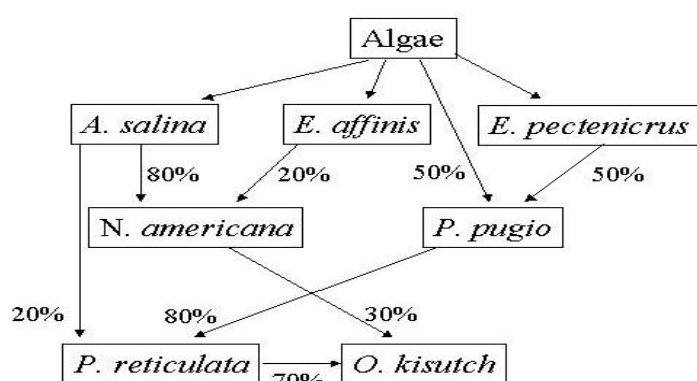 Algae
A. salina E. affinis E. pectenicrus
80% 20% 50% 50%
N. americana P. pugio
20% 80% 30%
P. reticulata O. kisutch
70%